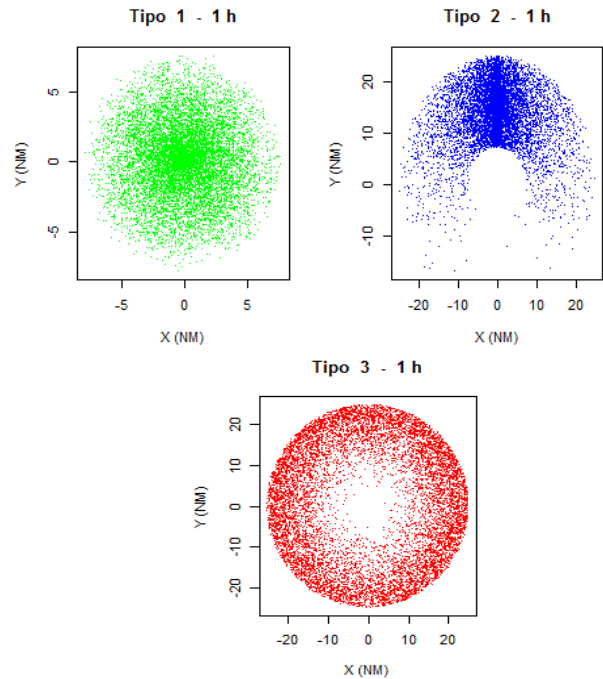 Tipo 1 - 1 h
Y (NM)
5
0
-5
-5 0 5
X (NM)
Tipo 2 - 1 h
Y (NM)
20
10
0
-10
-20 -10 0 10 20
X (NM)
Tipo 3 - 1 h
Y (NM)
20
10
0
-10
-20
-20 -10 0 10 20
X (NM)